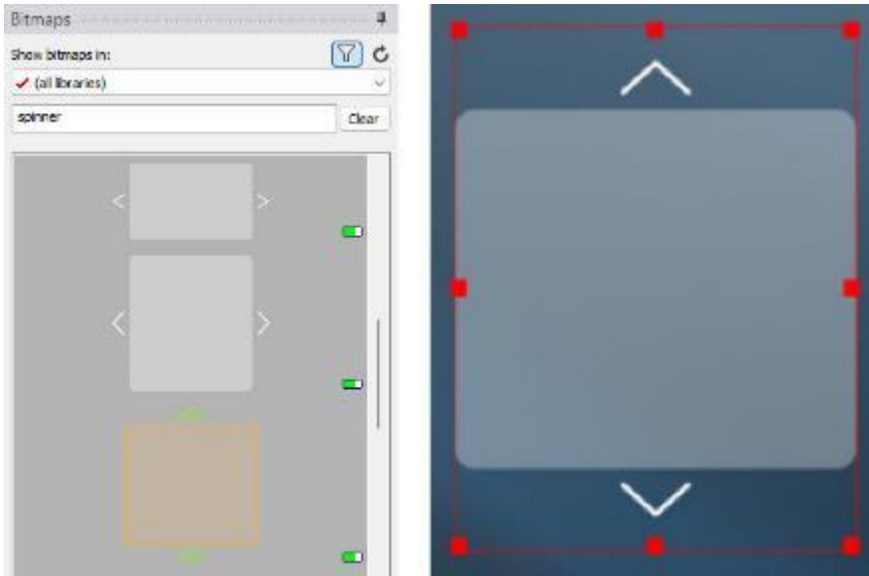 Bitmaps
Show bitmaps in:
(all libraries)
spinner
Clear